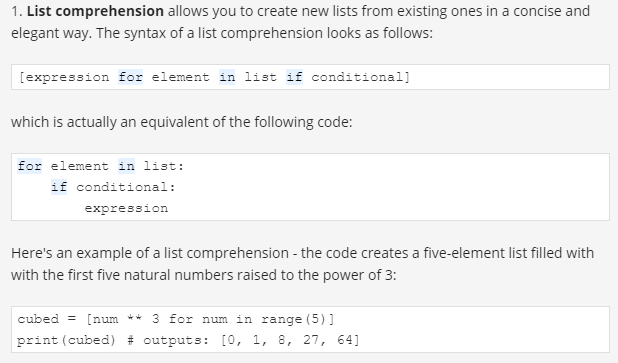 1. List comprehension allows you to create new lists from existing ones in a concise and
elegant way. The syntax of a list comprehension looks as follows:
[expression for element in list if conditional]
which is actually an equivalent of the following code:
for element in list:
    if conditional:
        expression
Here's an example of a list comprehension - the code creates a five-element list filled with
with the first five natural numbers raised to the power of 3:
cubed = [num ** 3 for num in range(5)]
print(cubed) # outputs: [0, 1, 8, 27, 64]